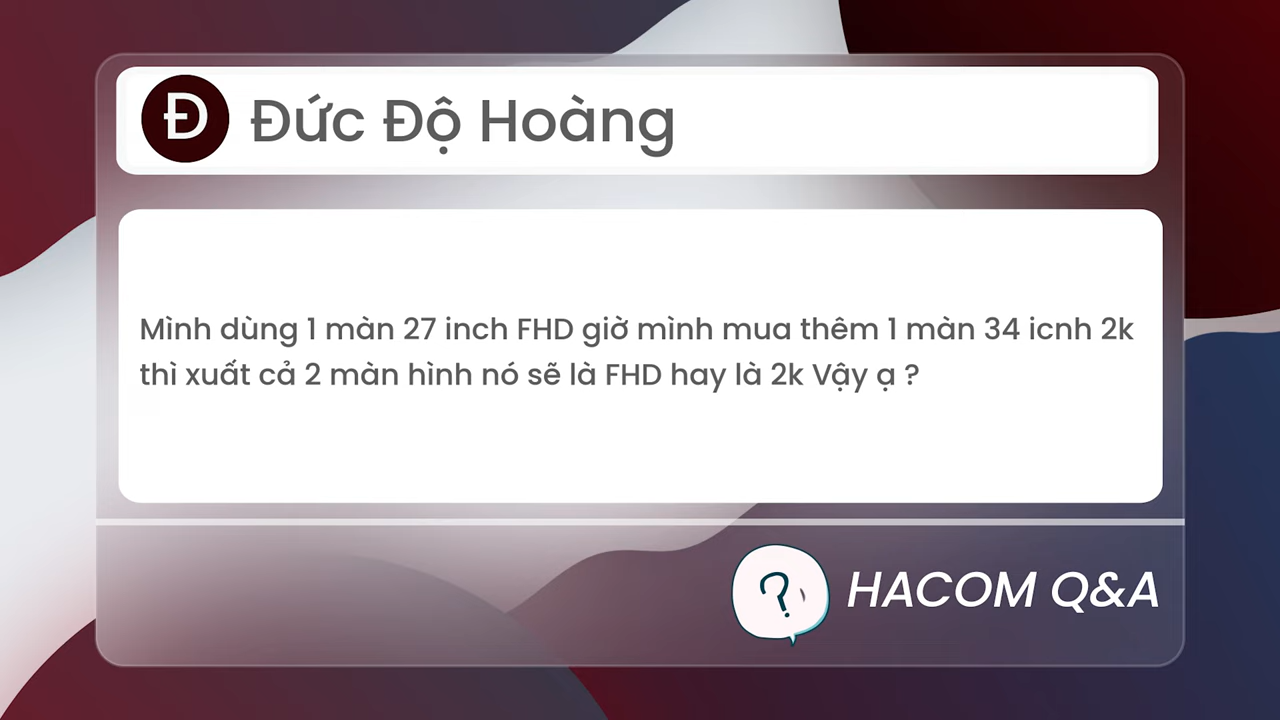 Đ
Đức Độ Hoàng
Mình dùng 1 màn 27 inch FHD giờ mình mua thêm 1 màn 34 icnh 2k
thì xuất cả 2 màn hình nó sẽ là FHD hay là 2k Vậy ạ ?
?
HACOM Q&A